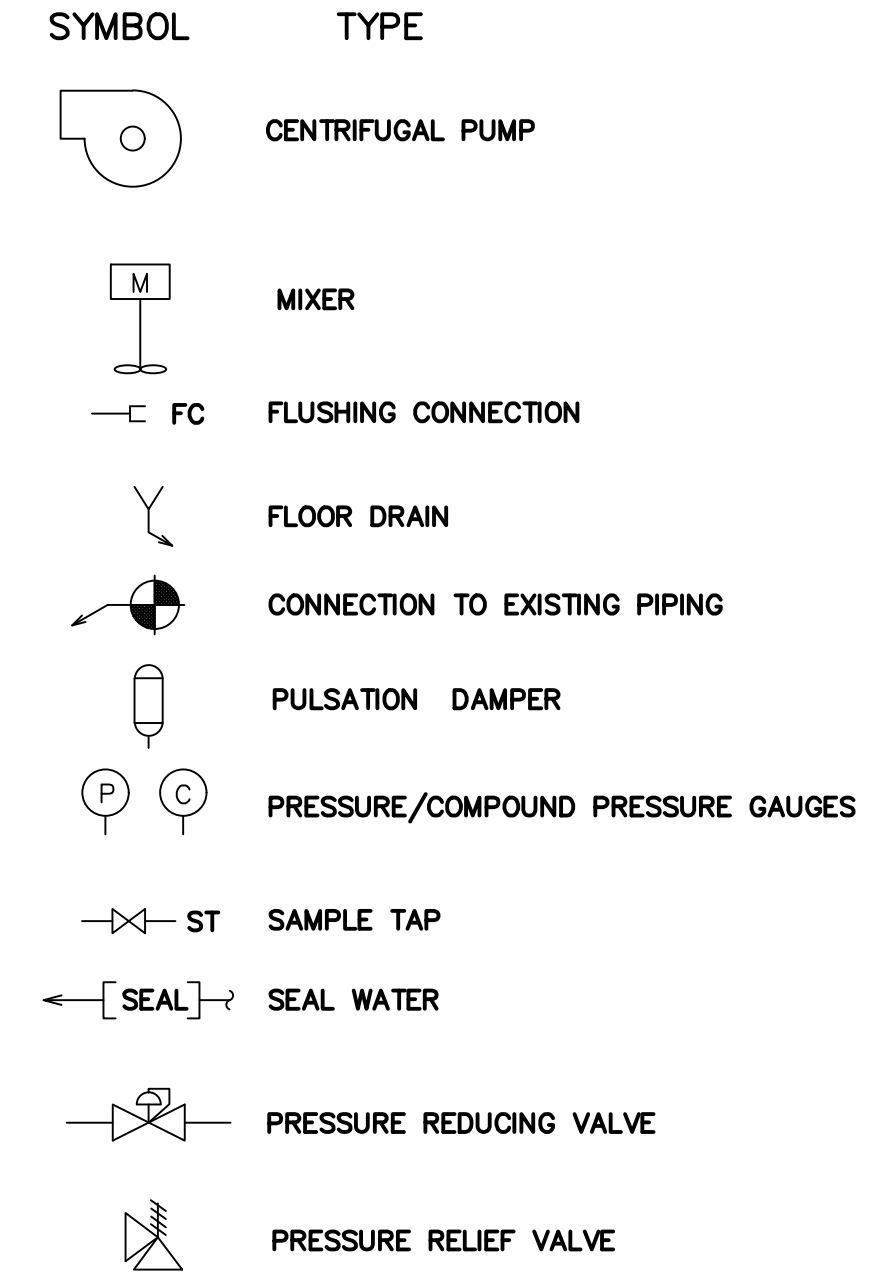 SYMBOL TYPE
CENTRIFUGAL PUMP
M MIXER
FC FLUSHING CONNECTION
FLOOR DRAIN
CONNECTION TO EXISTING PIPING
PULSATION DAMPER
P C PRESSURE/COMPOUND PRESSURE GAUGES
ST SAMPLE TAP
SEAL SEAL WATER
PRESSURE REDUCING VALVE
PRESSURE RELIEF VALVE